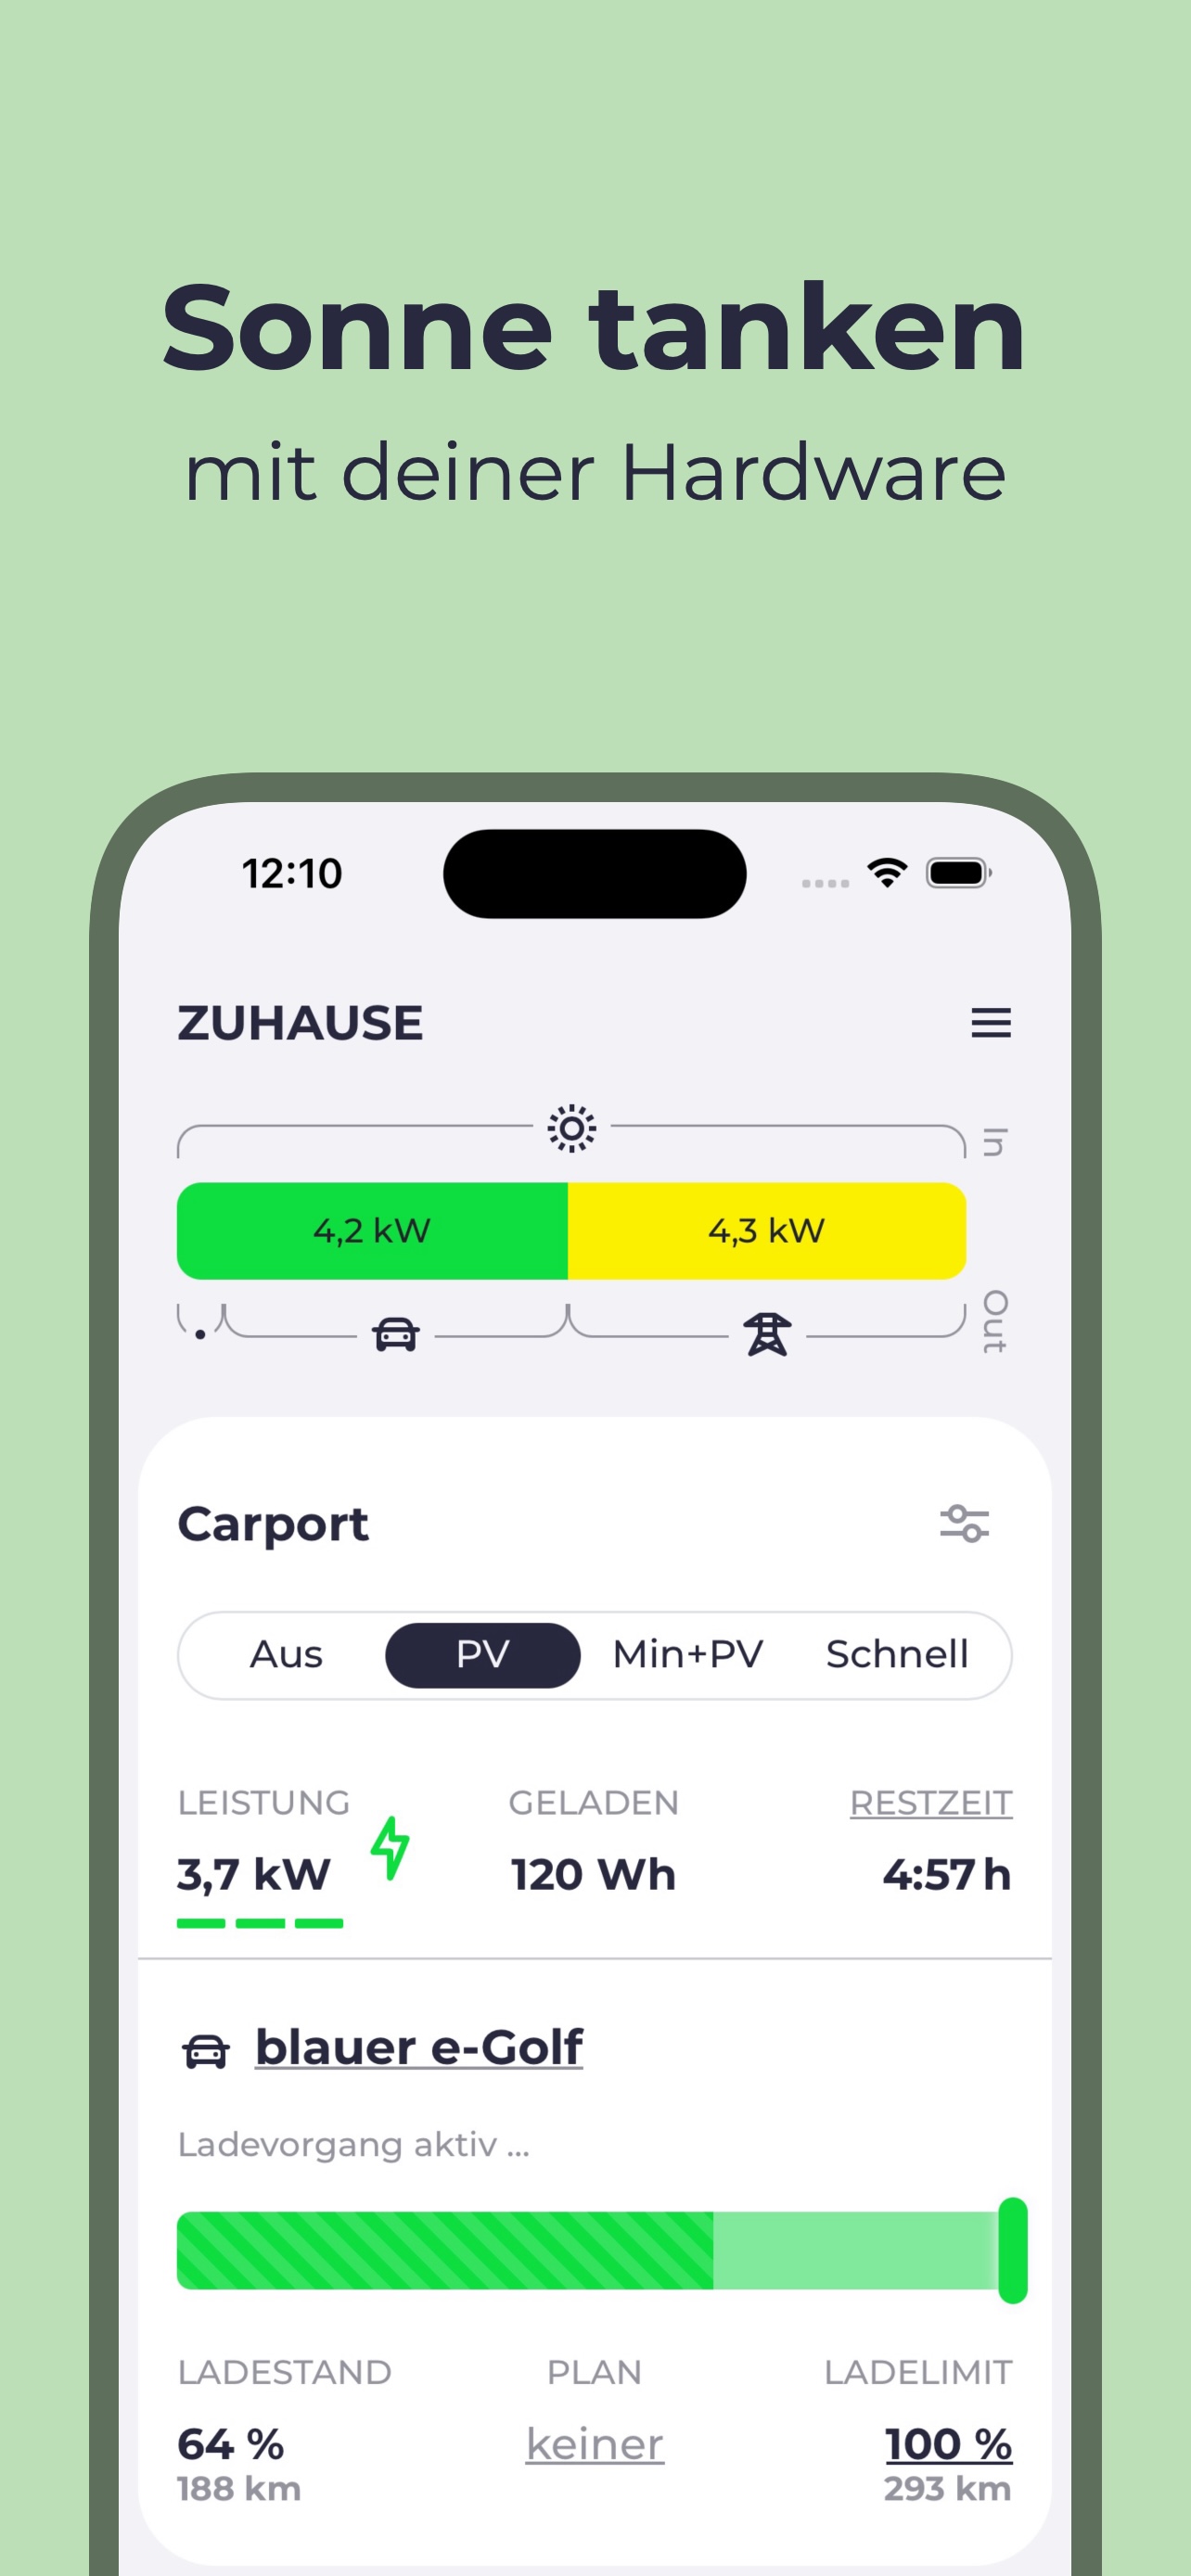 Sonne tanken
mit deiner Hardware
12:10
ZUHAUSE
In
4,2 kW 4,3 kW
Out
Carport
Aus PV Min+PV Schnell
LEISTUNG GELADEN RESTZEIT
3,7 kW 120 Wh 4:57 h
blauer e-Golf
Ladevorgang aktiv ...
LADESTAND PLAN LADELIMIT
64 % keiner 100 %
188 km 293 km